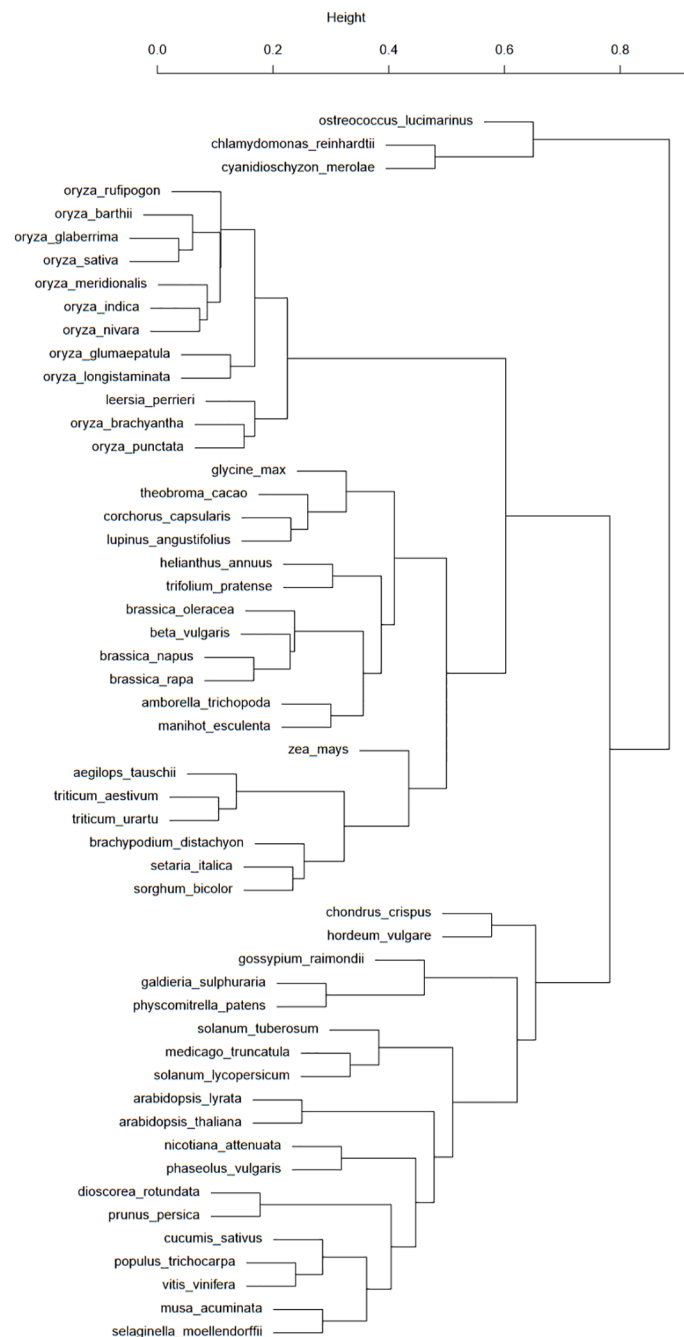 Height
0.0 0.2 0.4 0.6 0.8
ostreococcus_lucimarinus
chlamydomonas_reinhardtii
cyanidioschyzon_merolae
oryza_rufipogon
oryza_barthii
oryza_glaberrima
oryza_sativa
oryza_meridionalis
oryza_indica
oryza_nivara
oryza_glumaepatula
oryza_longistaminata
leersia_perrieri
oryza_brachyantha
oryza_punctata
glycine_max
theobroma_cacao
corchorus_capsularis
lupinus_angustifolius
helianthus_annuus
trifolium_pratense
brassica_oleracea
beta_vulgaris
brassica_napus
brassica_rapa
amborella_trichopoda
manihot_esculenta
zea_mays
aegilops_tauschii
triticum_aestivum
triticum_urartu
brachypodium_distachyon
setaria_italica
sorghum_bicolor
chondrus_crispus
hordeum_vulgare
gossypium_raimondii
galdieria_sulphuraria
physcomitrella_patens
solanum_tuberosum
medicago_truncatula
solanum_lycopersicum
arabidopsis_lyrata
arabidopsis_thaliana
nicotiana_attenuata
phaseolus_vulgaris
dioscorea_rotundata
prunus_persica
cucumis_sativus
populus_trichocarpa
vitis_vinifera
musa_acuminata
selaginella_moellendorffii